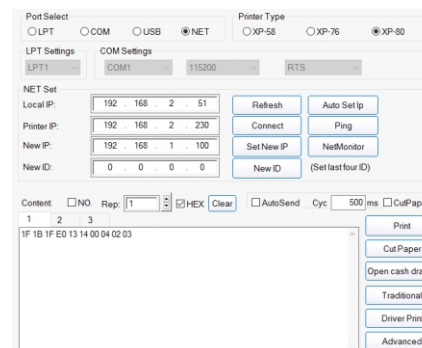 Port Select
Printer Type
LPT COM USB NET XP-58 XP-76 XP-80
LPT Settings COM Settings
LPT1 COM1 115200 RTS
NET Set
Local IP: 192 . 168 . 2 . 51 Refresh Auto Set Ip
Printer IP: 192 . 168 . 2 . 230 Connect Ping
New IP: 192 . 168 . 1 . 100 Set New IP NetMonitor
New ID: 0 . 0 . 0 . 0 New ID (Set last four ID)
Content: NO. Rep: 1 HEX Clear AutoSend Cyc 500 ms CutPap
1 2 3
1F 1B 1F E0 13 14 00 04 02 03
Print
Cut Paper
Open cash dra
Traditional
Driver Print
Advanced